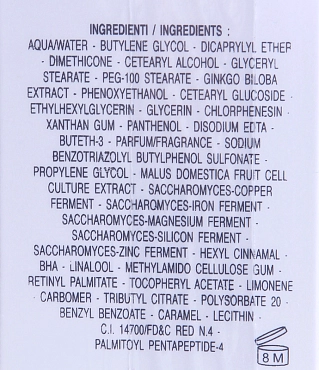 INGREDIENTI / INGREDIENTS :
AQUA/WATER - BUTYLENE GLYCOL - DICAPRYLYL ETHER
- DIMETHICONE - CETEARYL ALCOHOL - GLYCERYL
STEARATE - PEG-100 STEARATE - GINKGO BILOBA
EXTRACT - PHENOXYETHANOL - CETEARYL GLUCOSIDE -
ETHYLHEXYLGLYCERIN - GLYCERIN - CHLORPHENESIN -
XANTHAN GUM - PANTHENOL - DISODIUM EDTA -
BUTETH-3 - PARFUM/FRAGRANCE - SODIUM
BENZOTRIAZOLYL BUTYLPHENOL SULFONATE -
PROPYLENE GLYCOL - MALUS DOMESTICA FRUIT CELL
CULTURE EXTRACT - SACCHAROMYCES-COPPER
FERMENT - SACCHAROMYCES-IRON FERMENT -
SACCHAROMYCES-MAGNESIUM FERMENT -
SACCHAROMYCES-SILICON FERMENT -
SACCHAROMYCES-ZINC FERMENT - HEXYL CINNAMAL -
BHA - LINALOOL - METHYLAMIDO CELLULOSE GUM -
RETINYL PALMITATE - TOCOPHERYL ACETATE - LIMONENE
- CARBOMER - TRIBUTYL CITRATE - POLYSORBATE 20 -
BENZYL BENZOATE - CARAMEL - LECITHIN -
C.I. 14700/FD&C RED N.4 -
PALMITOYL PENTAPEPTIDE-4
8 M